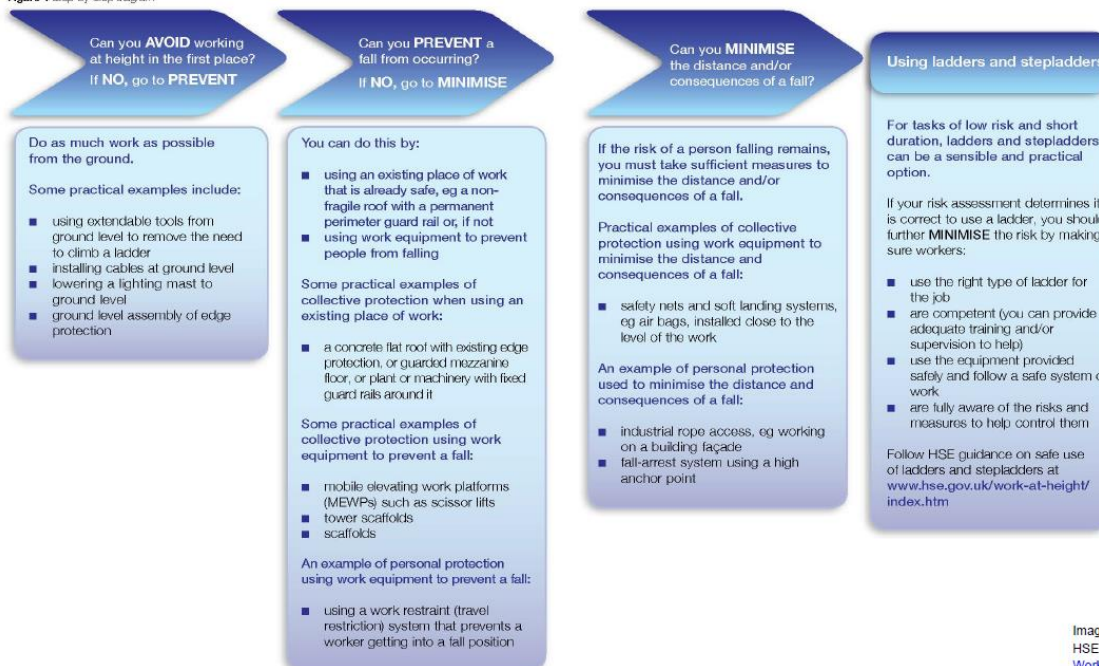 Can you AVOID working
at height in the first place?
If NO, go to PREVENT
Do as much work as possible
from the ground.
Some practical examples include:
■ using extendable tools from
ground level to remove the need
to climb a ladder
■ installing cables at ground level
■ lowering a lighting mast to
ground level
■ ground level assembly of edge
protection
Can you PREVENT a
fall from occurring?
If NO, go to MINIMISE
You can do this by:
■ using an existing place of work
that is already safe, eg a non-
fragile roof with a permanent
perimeter guard rail or, if not
■ using work equipment to prevent
people from falling
Some practical examples of
collective protection when using an
existing place of work:
■ a concrete flat roof with existing edge
protection, or guarded mezzanine
floor, or plant or machinery with fixed
guard rails around it
Some practical examples of
collective protection using work
equipment to prevent a fall:
■ mobile elevating work platforms
(MEWPs) such as scissor lifts
■ tower scaffolds
■ scaffolds
An example of personal protection
using work equipment to prevent a fall:
■ using a work restraint (travel
restriction) system that prevents a
worker getting into a fall position
Can you MINIMISE
the distance and/or
consequences of a fall?
If the risk of a person falling remains,
you must take sufficient measures to
minimise the distance and/or
consequences of a fall.
Practical examples of collective
protection using work equipment to
minimise the distance and
consequences of a fall:
■ safety nets and soft landing systems,
eg air bags, installed close to the
level of the work
An example of personal protection
used to minimise the distance and
consequences of a fall:
■ industrial rope access, eg working
on a building façade
■ fall-arrest system using a high
anchor point
Using ladders and stepladders
For tasks of low risk and short
duration, ladders and stepladders
can be a sensible and practical
option.
If your risk assessment determines it
is correct to use a ladder, you should
further MINIMISE the risk by making
sure workers:
■ use the right type of ladder for
the job
■ are competent (you can provide
adequate training and/or
supervision to help)
■ use the equipment provided
safely and follow a safe system
work
■ are fully aware of the risks and
measures to help control them
Follow HSE guidance on safe use
of ladders and stepladders at
www.hse.gov.uk/work-at-height/
index.htm
HSE